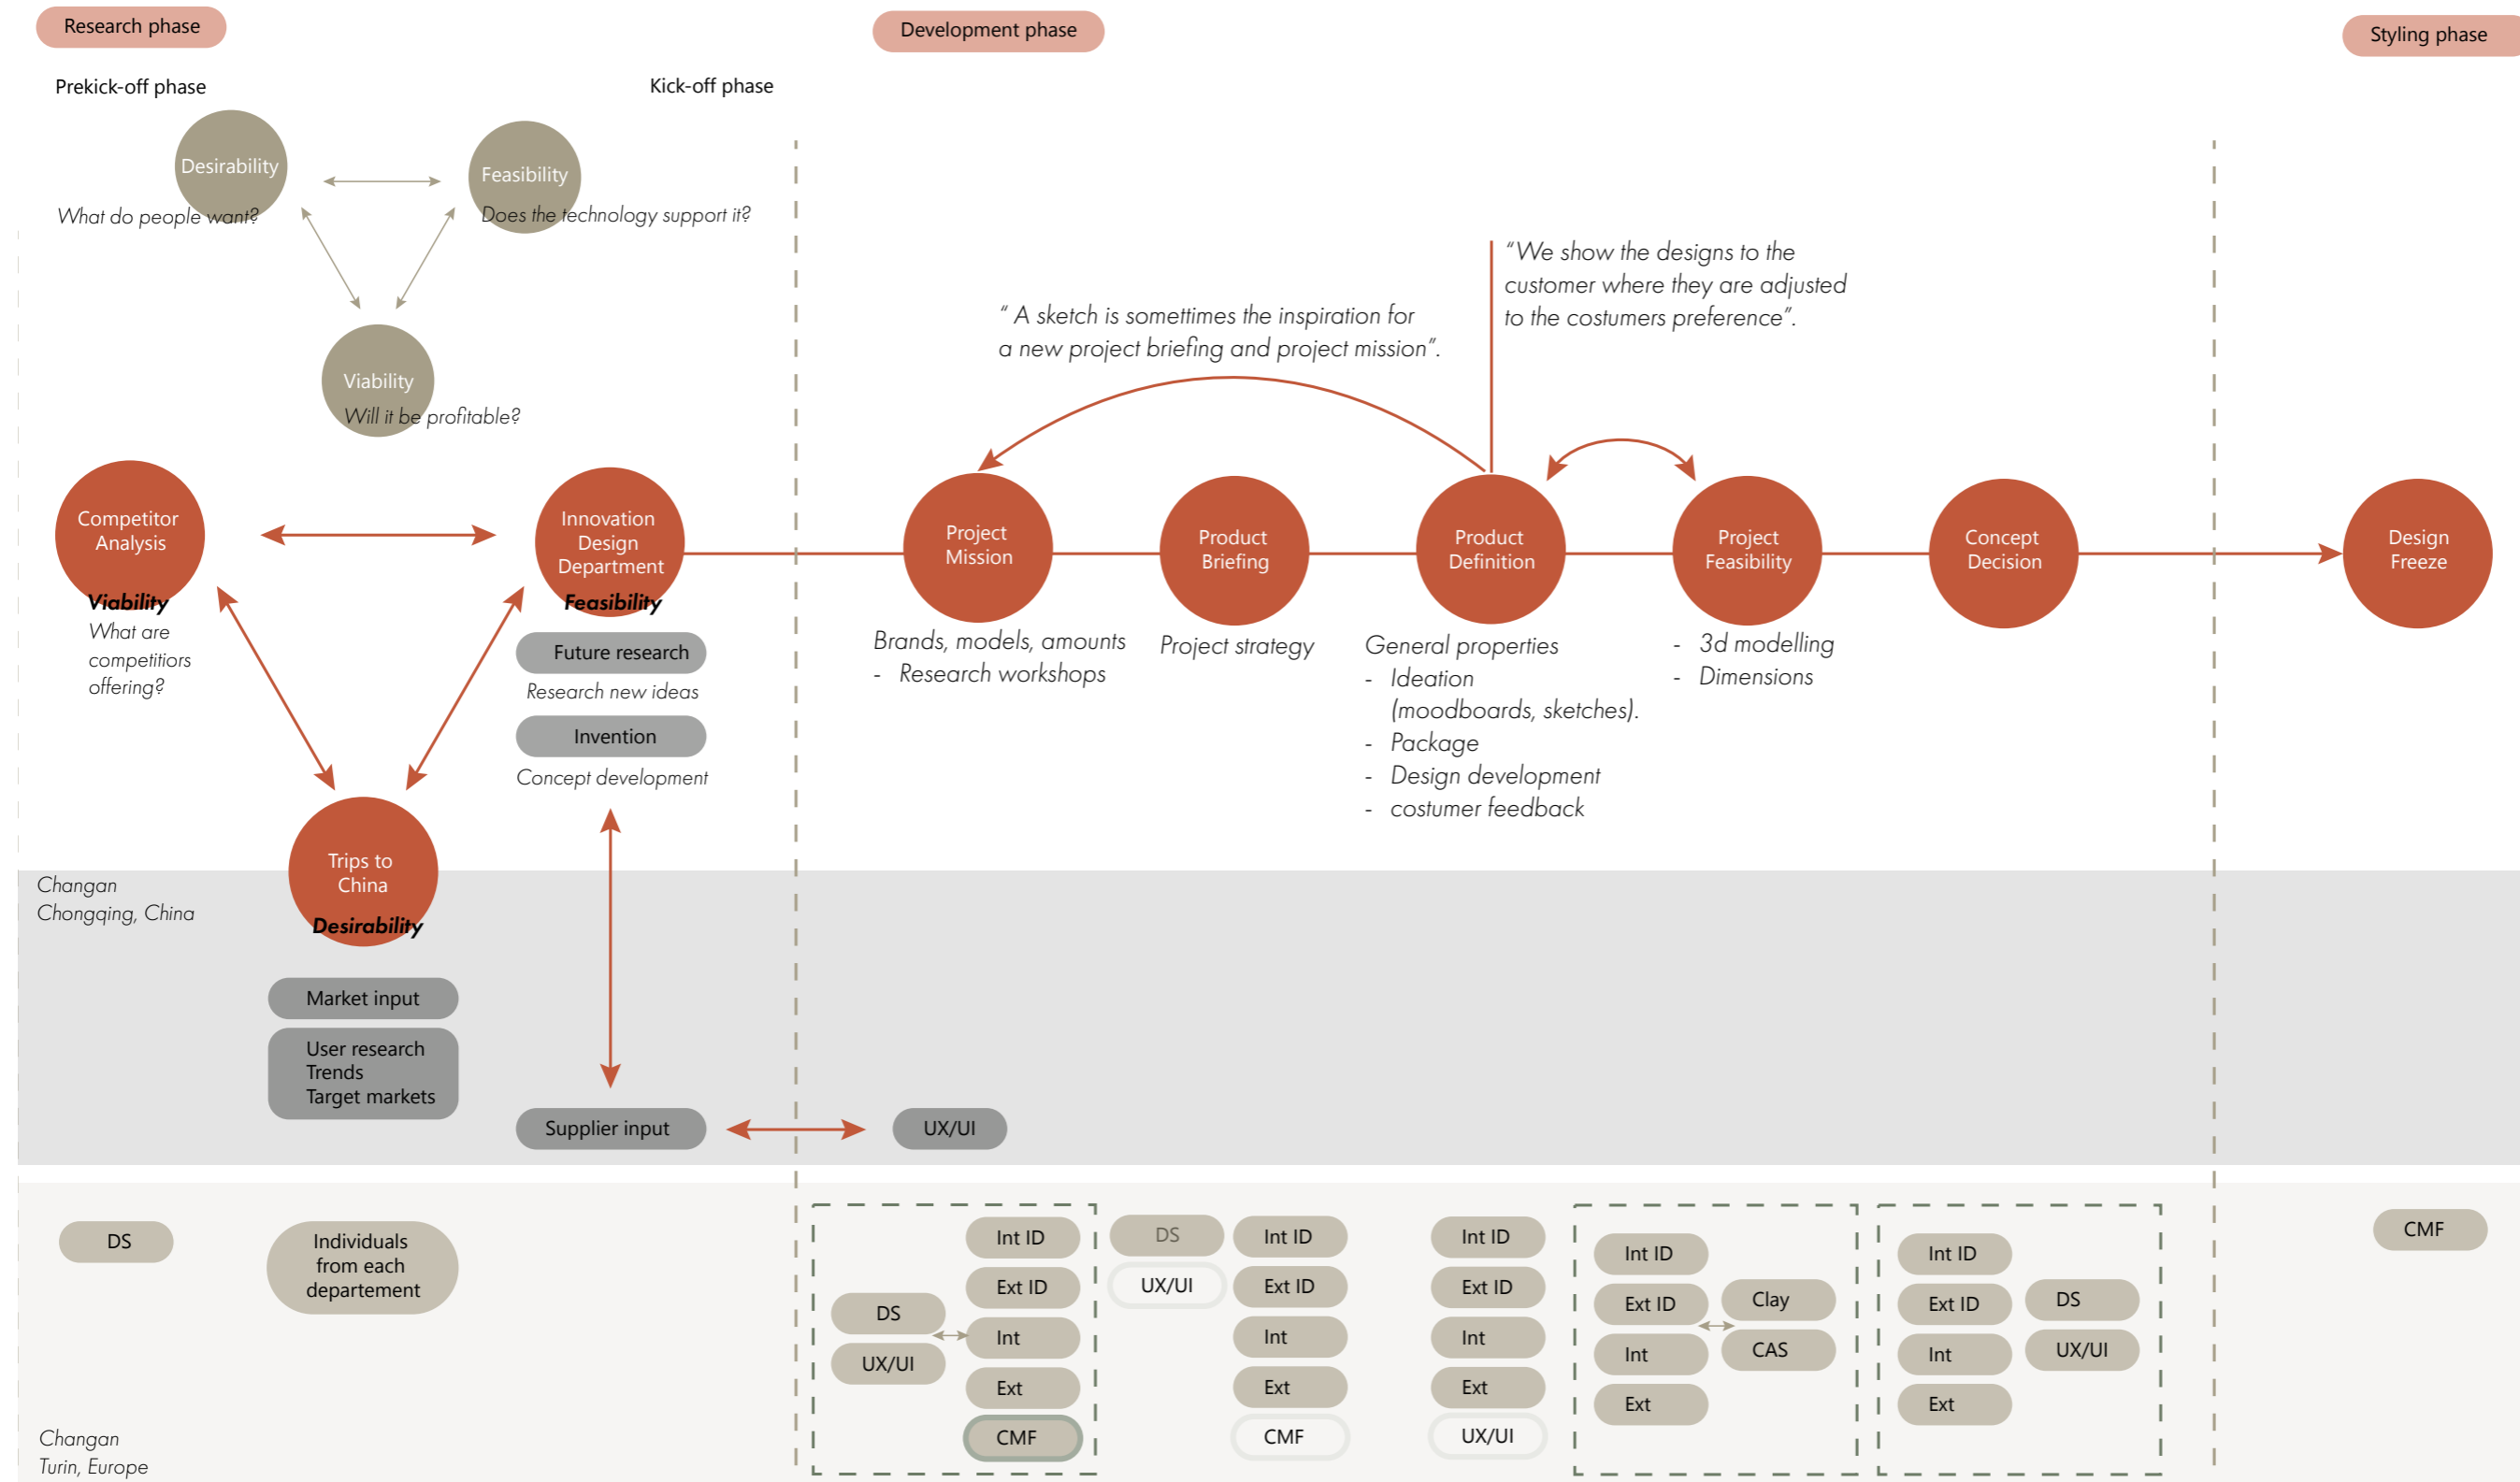 Research phase
Development phase
Styling phase
Prekick-off phase
Kick-off phase
Desirability
What do people want?
Feasibility
Does the technology support it?
Viability
Will it be profitable?
"We show the designs to the
customer where they are adjusted
to the costumers preference".
" A sketch is somettimes the inspiration for
a new project briefing and project mission".
Competitor
Analysis
Viability
What are
competitiors
offering?
Innovation
Design
Department
Feasibility
Future research
Research new ideas
Invention
Concept development
Trips to
China
Desirability
Project
Mission
Brands, models, amounts
- Research workshops
Product
Briefing
Project strategy
Product
Definition
General properties
- Ideation
(moodboards, sketches).
- Package
- Design development
- costumer feedback
Project
Feasibility
- 3d modelling
- Dimensions
Concept
Decision
Design
Freeze
Changan
Chongqing, China
Market input
User research
Trends
Target markets
Supplier input
UX/UI
DS
Individuals
from each
departement
DS
UX/UI
Int ID
Ext ID
Int
Ext
CMF
DS
UX/UI
Int ID
Ext ID
Int
Ext
CMF
Int ID
Ext ID
Int
Ext
UX/UI
Int ID
Ext ID
Int
Ext
Clay
CAS
Int ID
Ext ID
Int
Ext
DS
UX/UI
CMF
Changan
Turin, Europe